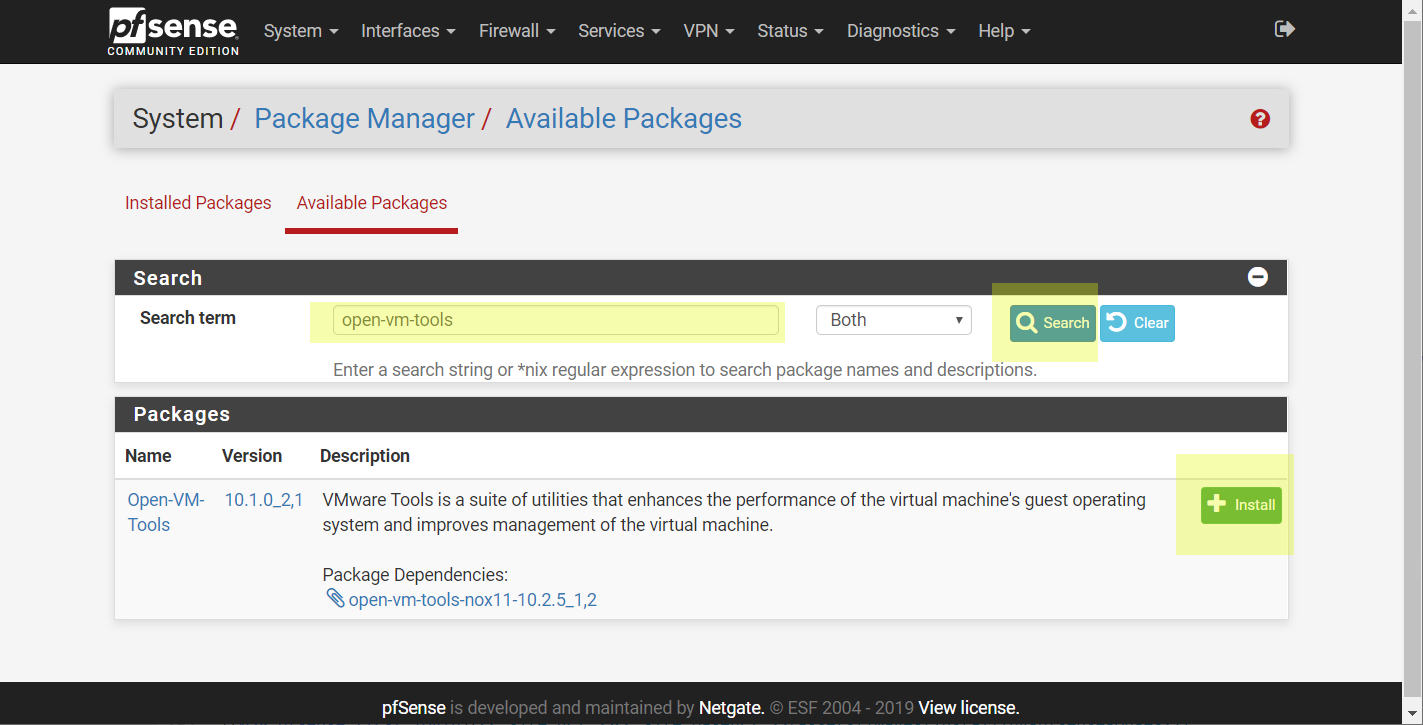 pfsense
COMMUNITY EDITION
System Interfaces Firewall Services VPN Status Diagnostics Help
System / Package Manager / Available Packages
Installed Packages Available Packages
Search
Search term open-vm-tools Both Search Clear
Enter a search string or *nix regular expression to search package names and descriptions.
Packages
Name Version Description
Open-VM- 10.1.0_2,1 VMware Tools is a suite of utilities that enhances the performance of the virtual machine's guest operating Install
Tools system and improves management of the virtual machine.
Package Dependencies:
open-vm-tools-nox11-10.2.5_1,2
pfSense is developed and maintained by Netgate. © ESF 2004 - 2019 View license.